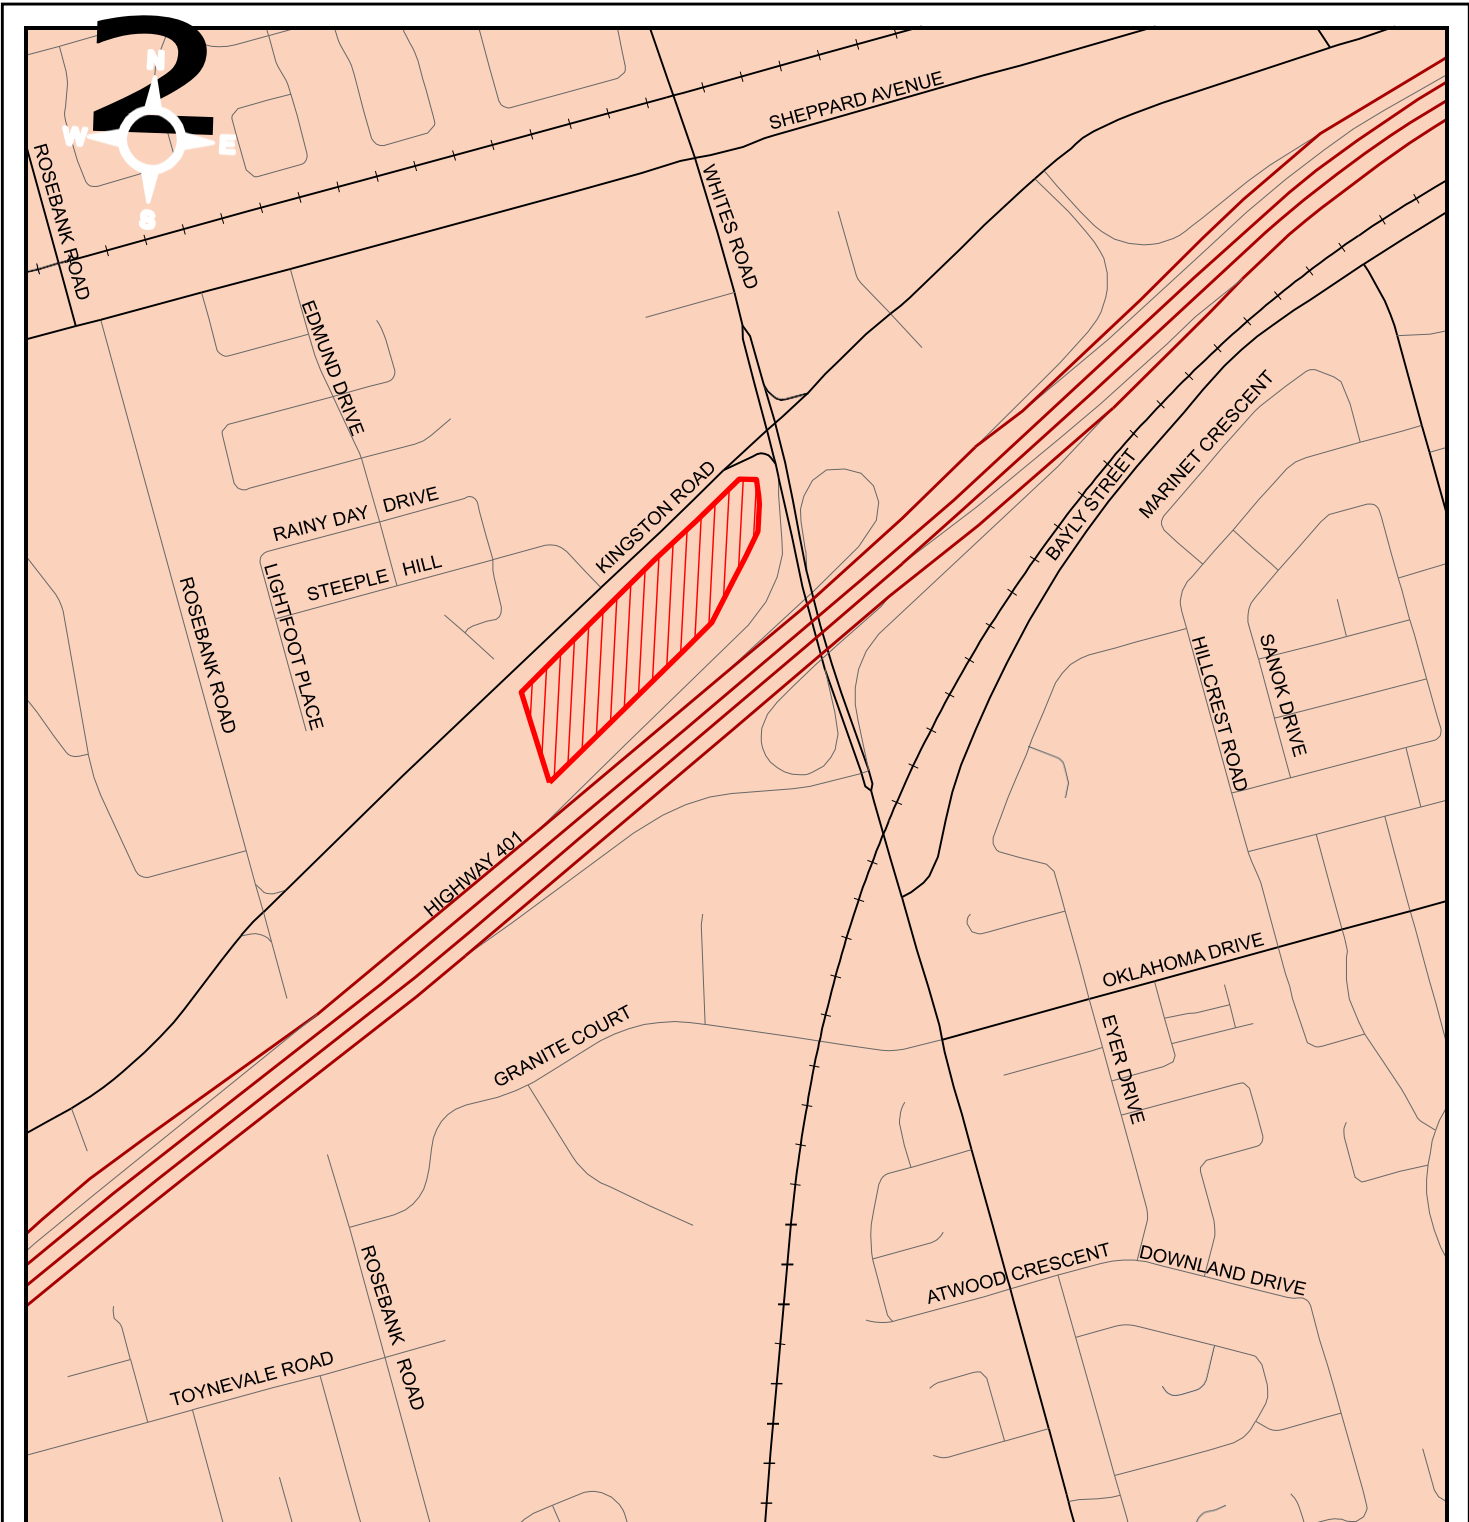 2
N
W
E
S
SHEPPARD AVENUE
ROSEBANK ROAD
WHITES ROAD
EDMUND DRIVE
MARINET CRESCENT
KINGSTON ROAD
BAYLY STREET
RAINY DAY DRIVE
STEEPLE HILL
LIGHTFOOT PLACE
ROSEBANK ROAD
HILLCREST ROAD
SANOK DRIVE
HIGHWAY 401
OKLAHOMA DRIVE
GRANITE COURT
EYER DRIVE
ATWOOD CRESCENT
DOWNLAND DRIVE
ROSEBANK ROAD
TOYNEVALE ROAD